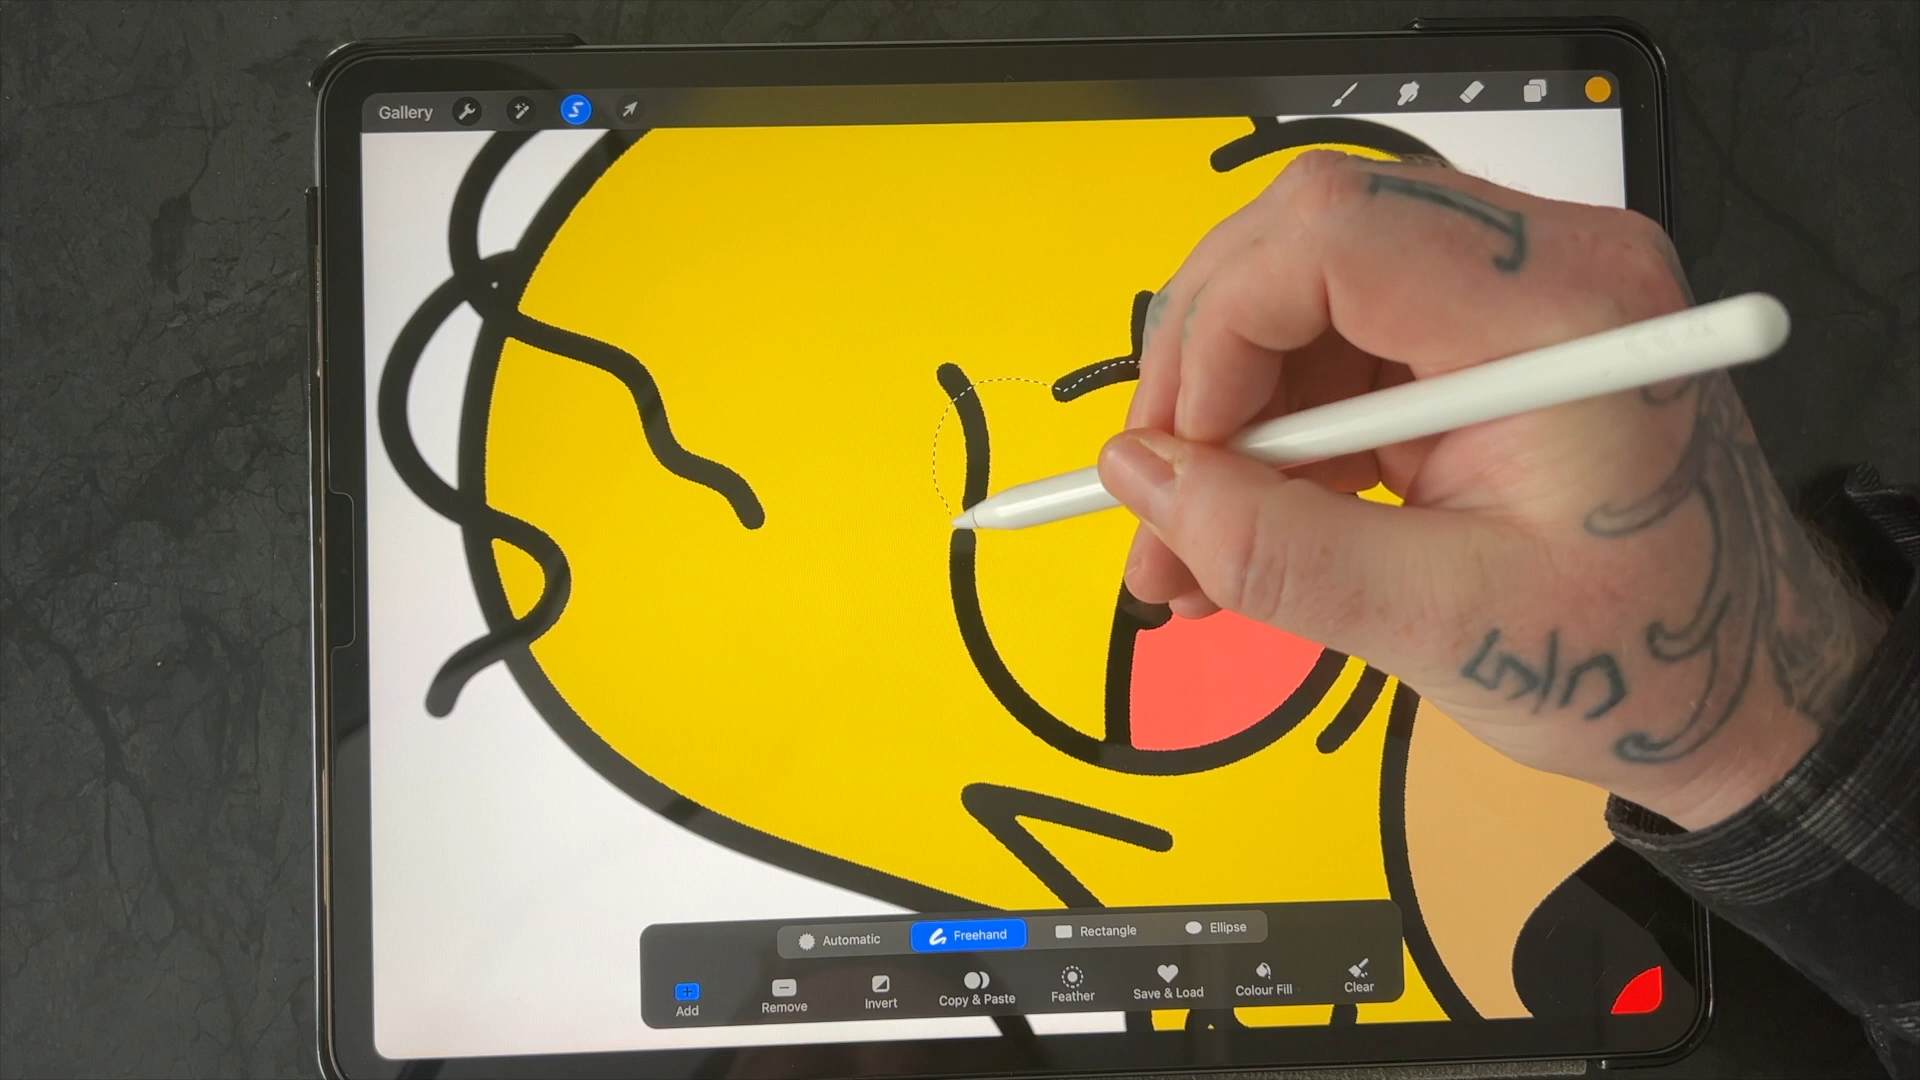 Gallery
Automatic Freehand Rectangle Ellipse
Add Remove Invert Copy & Paste Feather Save & Load Colour Fill Clear